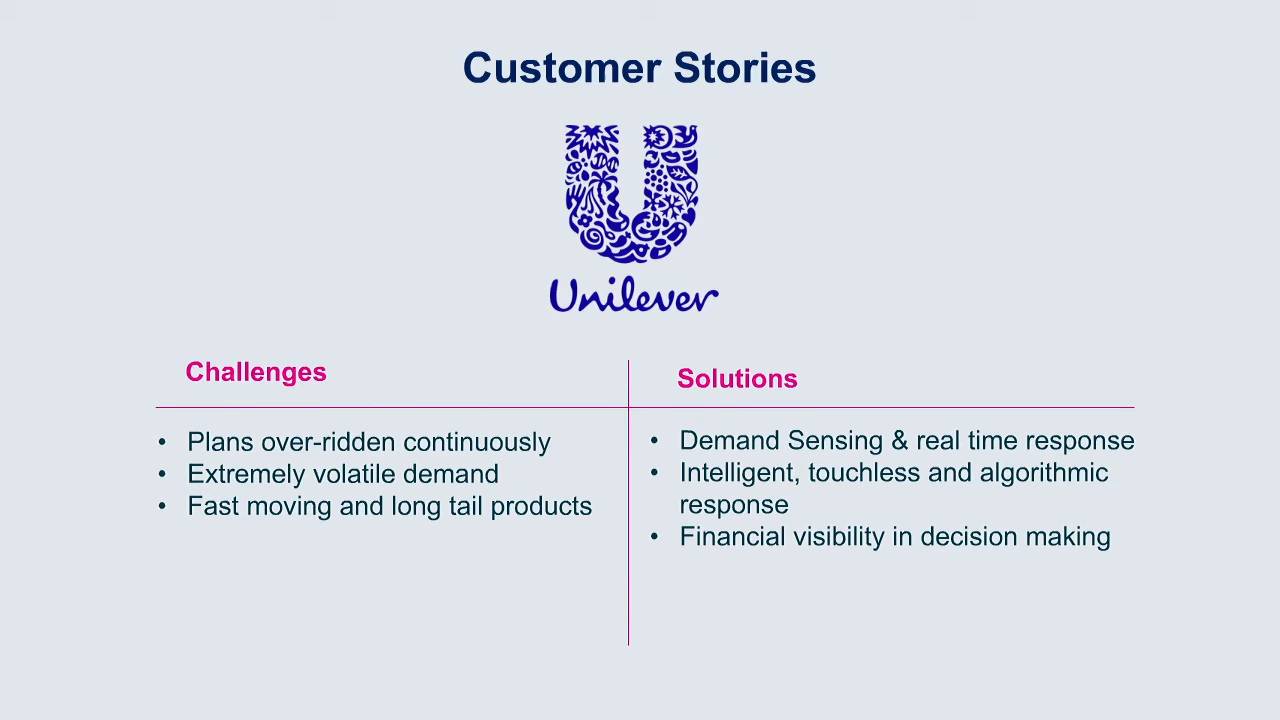 Customer Stories
Unilever
Challenges
• Plans over-ridden continuously
• Extremely volatile demand
• Fast moving and long tail products
Solutions
• Demand Sensing & real time response
• Intelligent, touchless and algorithmic
response
• Financial visibility in decision making